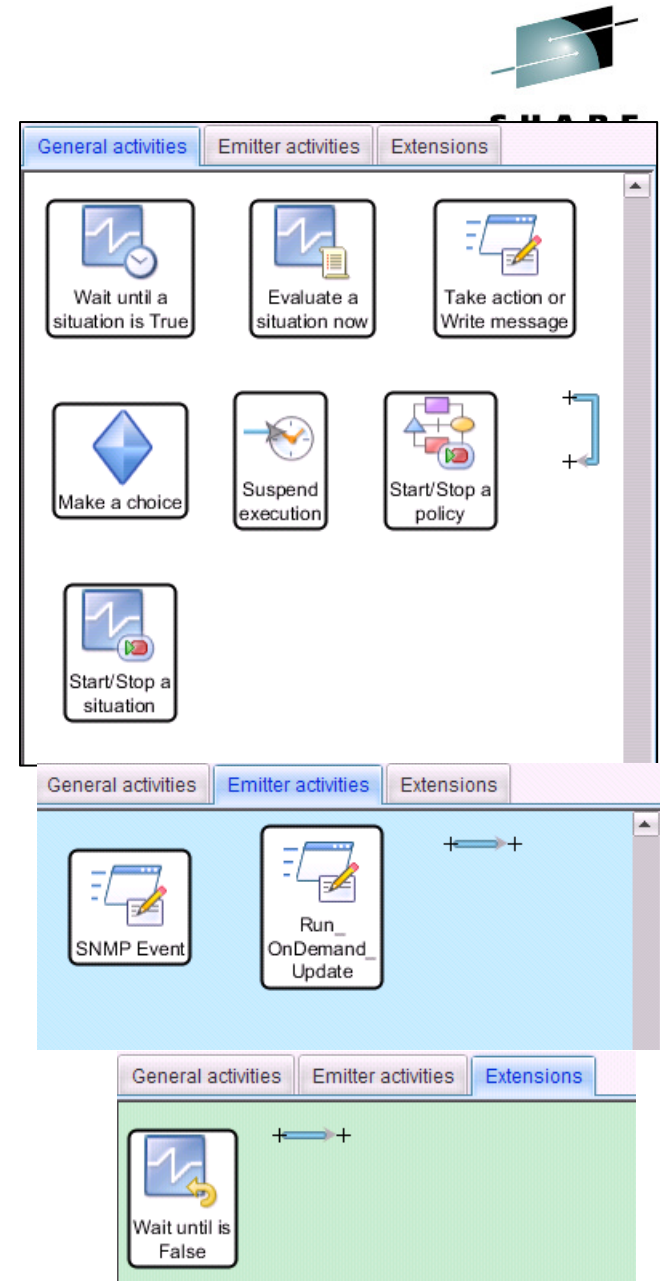 General activities Emitter activities Extensions
Wait until a
situation is True
Evaluate a
situation now
Take action or
Write message
Make a choice
Suspend
execution
Start/Stop a
policy
Start/Stop a
situation
General activities Emitter activities Extensions
SNMP Event
Run_
OnDemand_
Update
General activities Emitter activities Extensions
Wait until is
False